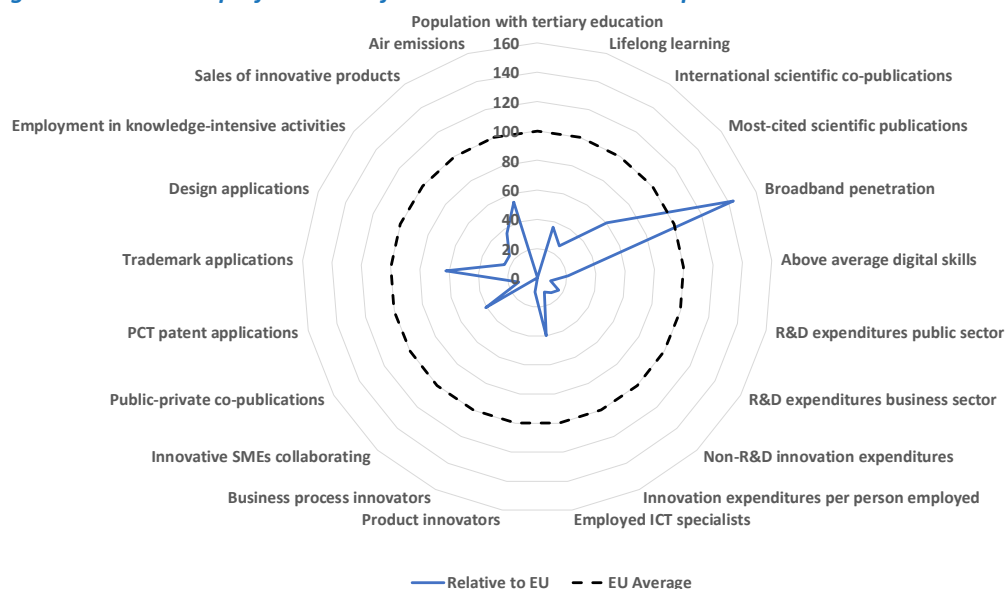 Population with tertiary education
Air emissions
Lifelong learning
Sales of innovative products
International scientific co-publications
Employment in knowledge-intensive activities
Most-cited scientific publications
Design applications
Broadband penetration
Trademark applications
Above average digital skills
PCT patent applications
R&D expenditures public sector
Public-private co-publications
R&D expenditures business sector
Innovative SMEs collaborating
Non-R&D innovation expenditures
Business process innovators
Innovation expenditures per person employed
Product innovators
Employed ICT specialists
160
140
120
100
80
60
40
20
0
Relative to EU
EU Average